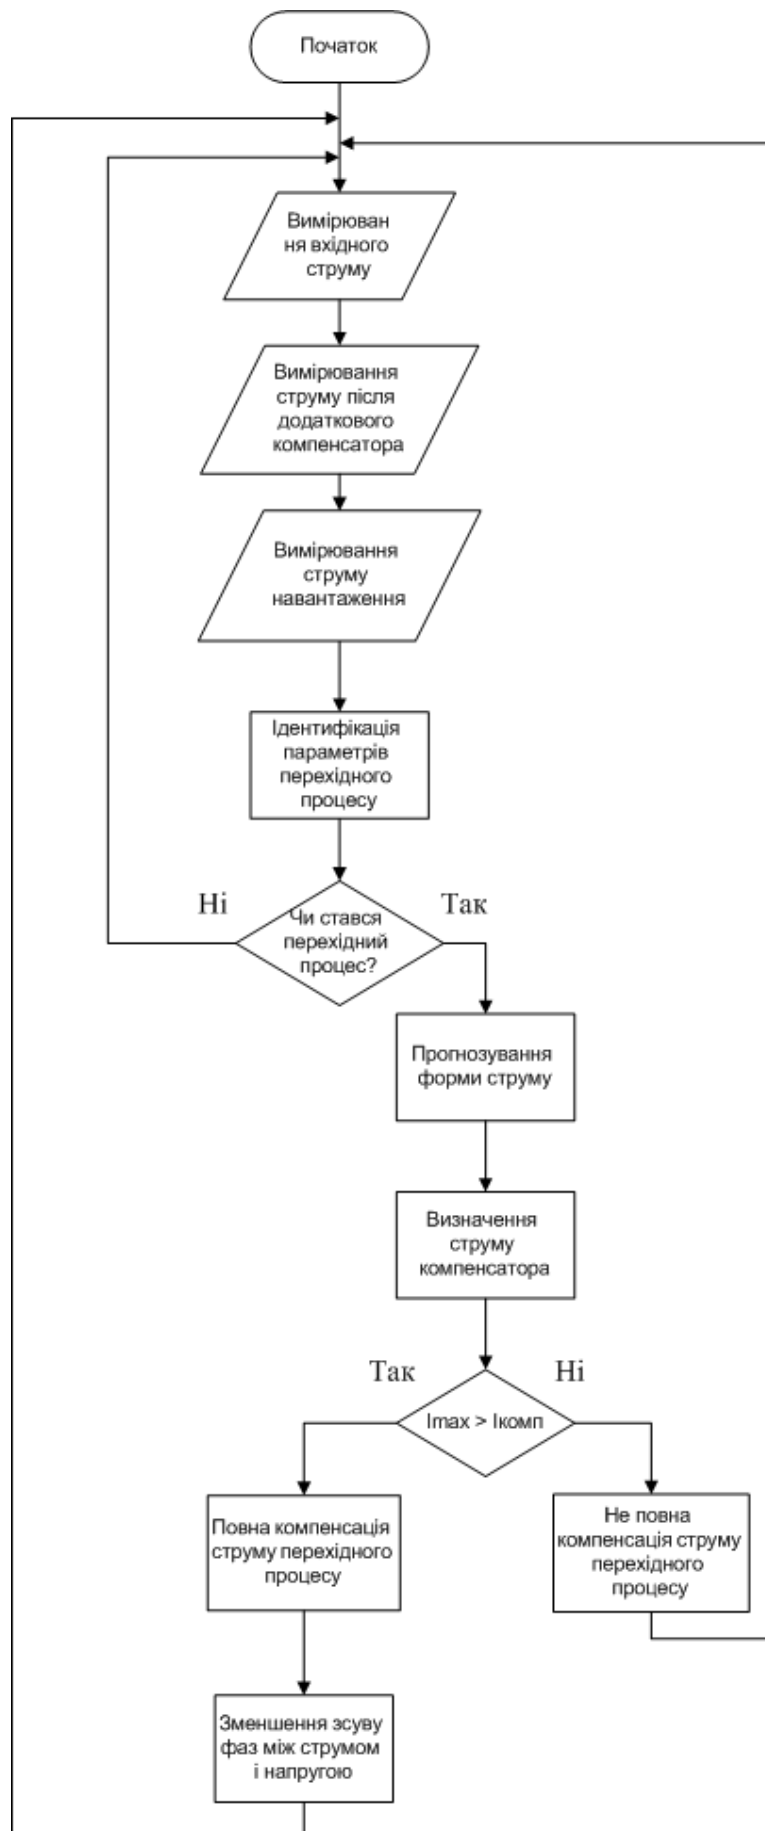 Початок
Вимірюван
ня вхідного
струму
Вимірювання
струму після
додаткового
компенсатора
Вимірювання
струму
навантаження
Ідентифікація
параметрів
перехідного
процесу
Ні
Так
Чи стався
перехідний
процес?
Прогнозування
форми струму
Визначення
струму
компенсатора
Так
Ні
Imax > Iкомп
Повна компенсація
струму перехідного
процесу
Не повна
компенсація струму
перехідного
процесу
Зменшення зсуву
фаз між струмом
і напругою